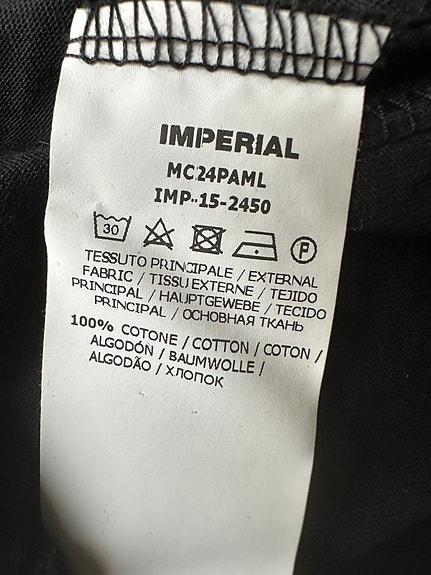 IMPERIAL
MC24PAML
IMP-15-2450
30 P
TESSUTO PRINCIPALE / EXTERNAL
FABRIC / TISSU EXTERNE / TEJIDO
PRINCIPAL / HAUPTGEWEBE / TECIDO
PRINCIPAL / ОСНОВНАЯ ТКАНЬ
100% COTONE / COTTON / COTON /
ALGODÓN / BAUMWOLLE /
ALGODÃO / ХЛОПОК